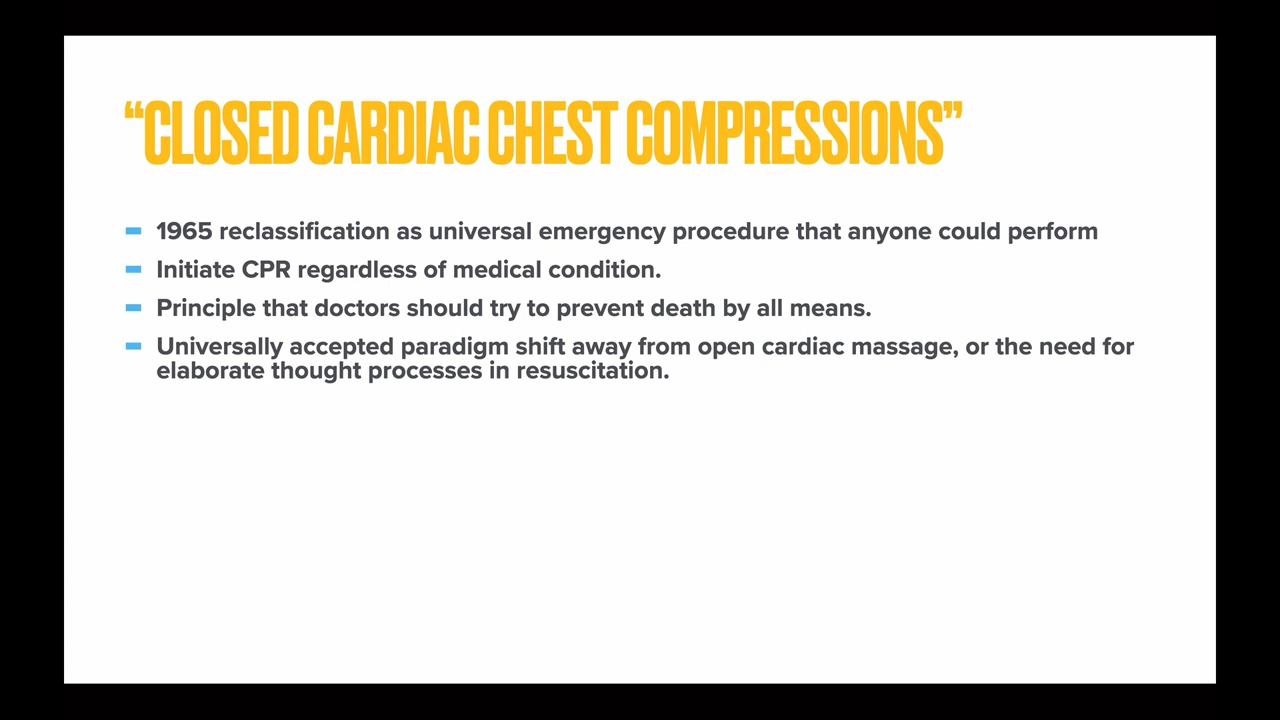 “CLOSED CARDIAC CHEST COMPRESSIONS”
1965 reclassification as universal emergency procedure that anyone could perform
Initiate CPR regardless of medical condition.
Principle that doctors should try to prevent death by all means.
Universally accepted paradigm shift away from open cardiac massage, or the need for
elaborate thought processes in resuscitation.